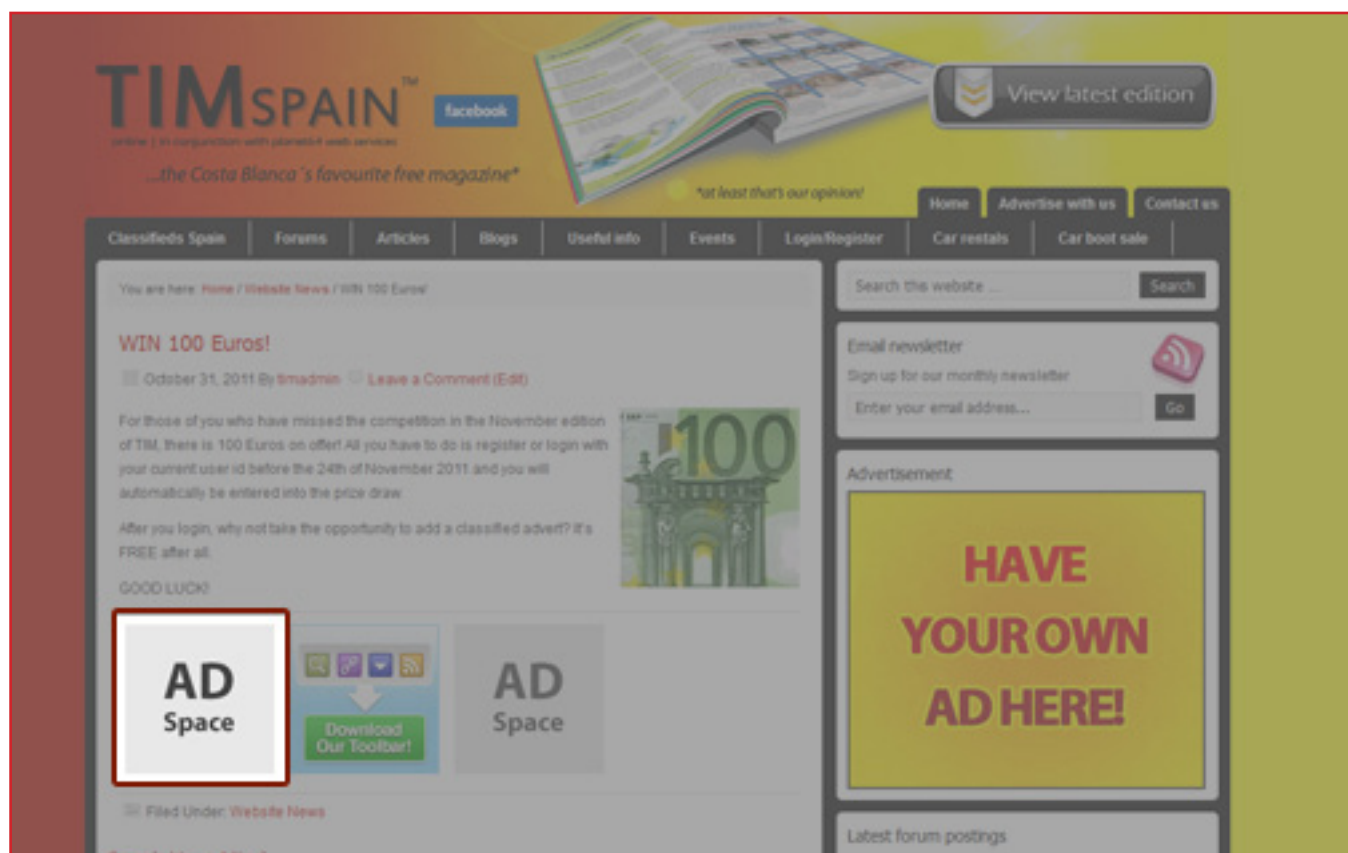 TIMSPAIN™
facebook
View latest edition
online | in conjunction with planet64 web services
...the Costa Blanca´s favourite free magazine*
*at least that's our opinion!
Home
Advertise with us
Contact us
Classifieds Spain
Forums
Articles
Blogs
Useful info
Events
Login/Register
Car rentals
Car boot sale
You are here: Home / Website News / WIN 100 Euros!
WIN 100 Euros!
October 31, 2011 By timadmin Leave a Comment (Edit)
For those of you who have missed the competition in the November edition
of TIM, there is 100 Euros on offer! All you have to do is register or login with
your current user id before the 24th of November 2011 and you will
automatically be entered into the prize draw.
After you login, why not take the opportunity to add a classified advert? It's
FREE after all.
GOOD LUCK!
100
AD
Space
Download
Our Toolbar!
AD
Space
Filed Under: Website News
Search this website ...
Search
Email newsletter
Sign up for our monthly newsletter
Enter your email address...
Go
Advertisement
HAVE
YOUR OWN
AD HERE!
Latest forum postings